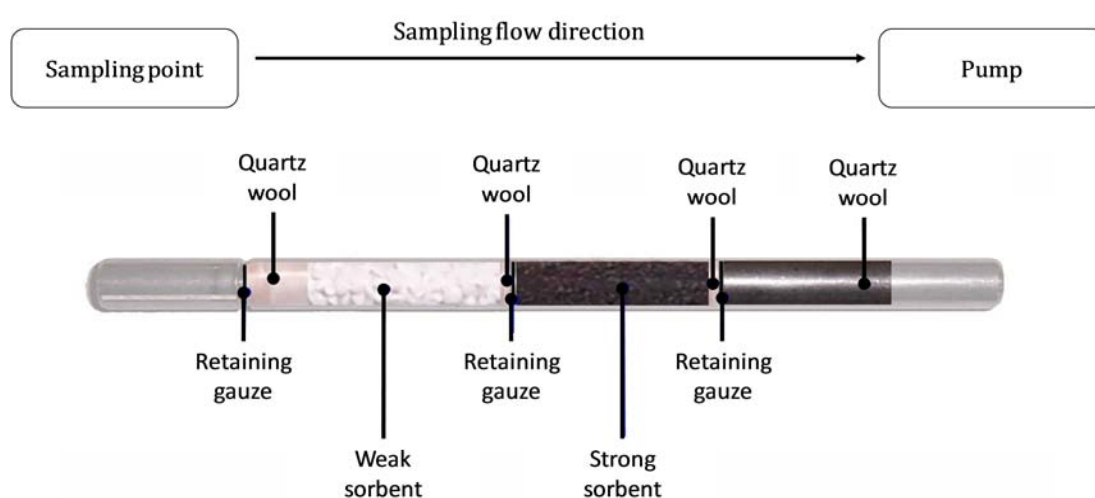 Sampling flow direction
Sampling point
Pump
Quartz
wool
Quartz
wool
Quartz
wool
Quartz
wool
Retaining
gauze
Retaining
gauze
Retaining
gauze
Weak
sorbent
Strong
sorbent